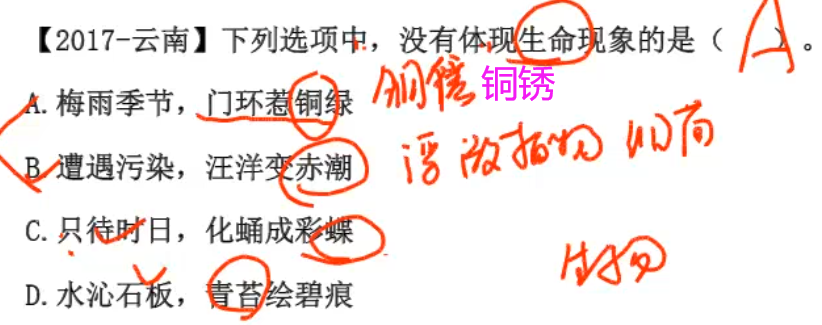 【2017-云南】下列选项中，没有体现生命现象的是（ A ）。
A.梅雨季节，门环惹铜绿 铜锈 铜锈
B.遭遇污染，汪洋变赤潮 浮游植物 细菌
C.只待时日，化蛹成彩蝶
生物
D.水沁石板，青苔绘碧痕